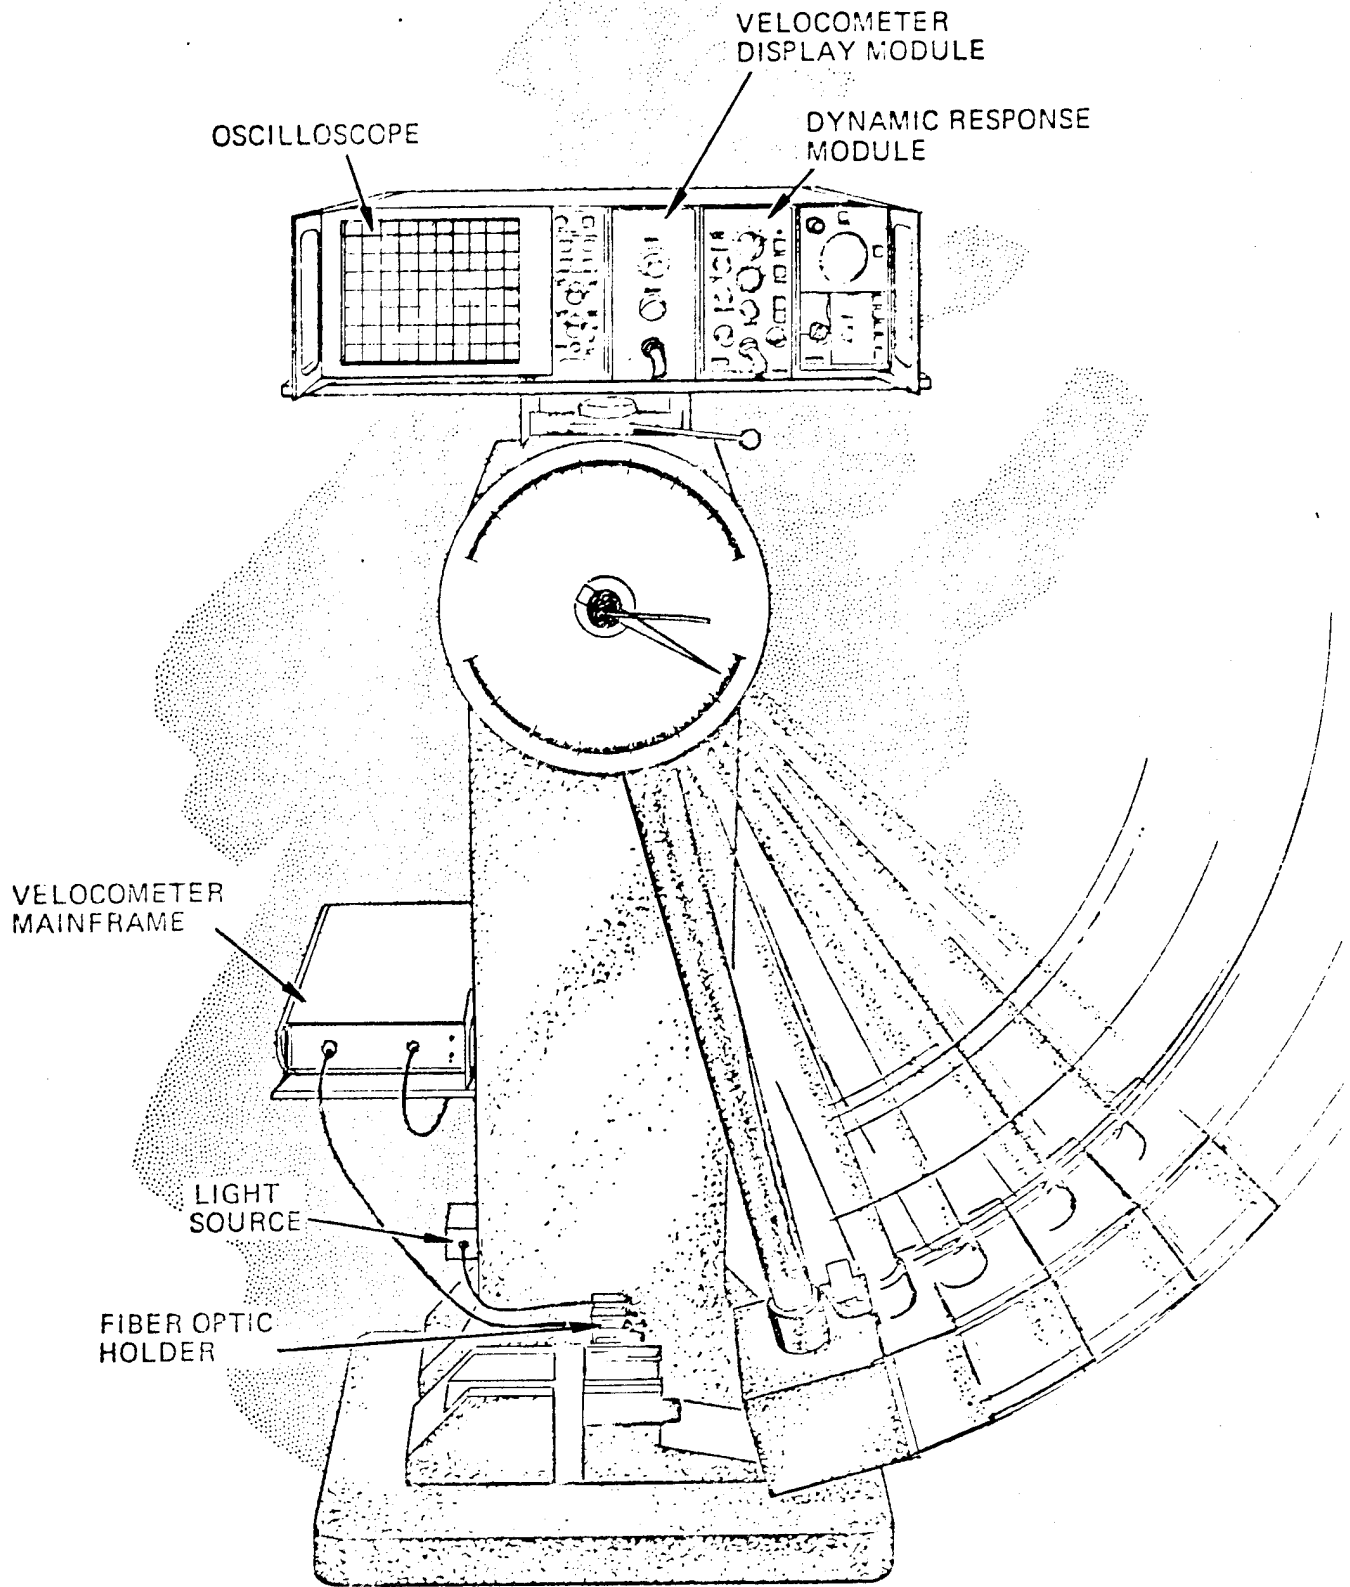 VELOCOMETER
DISPLAY MODULE
DYNAMIC RESPONSE
MODULE
OSCILLOSCOPE
VELOCOMETER
MAINFRAME
LIGHT
SOURCE
FIBER OPTIC
HOLDER